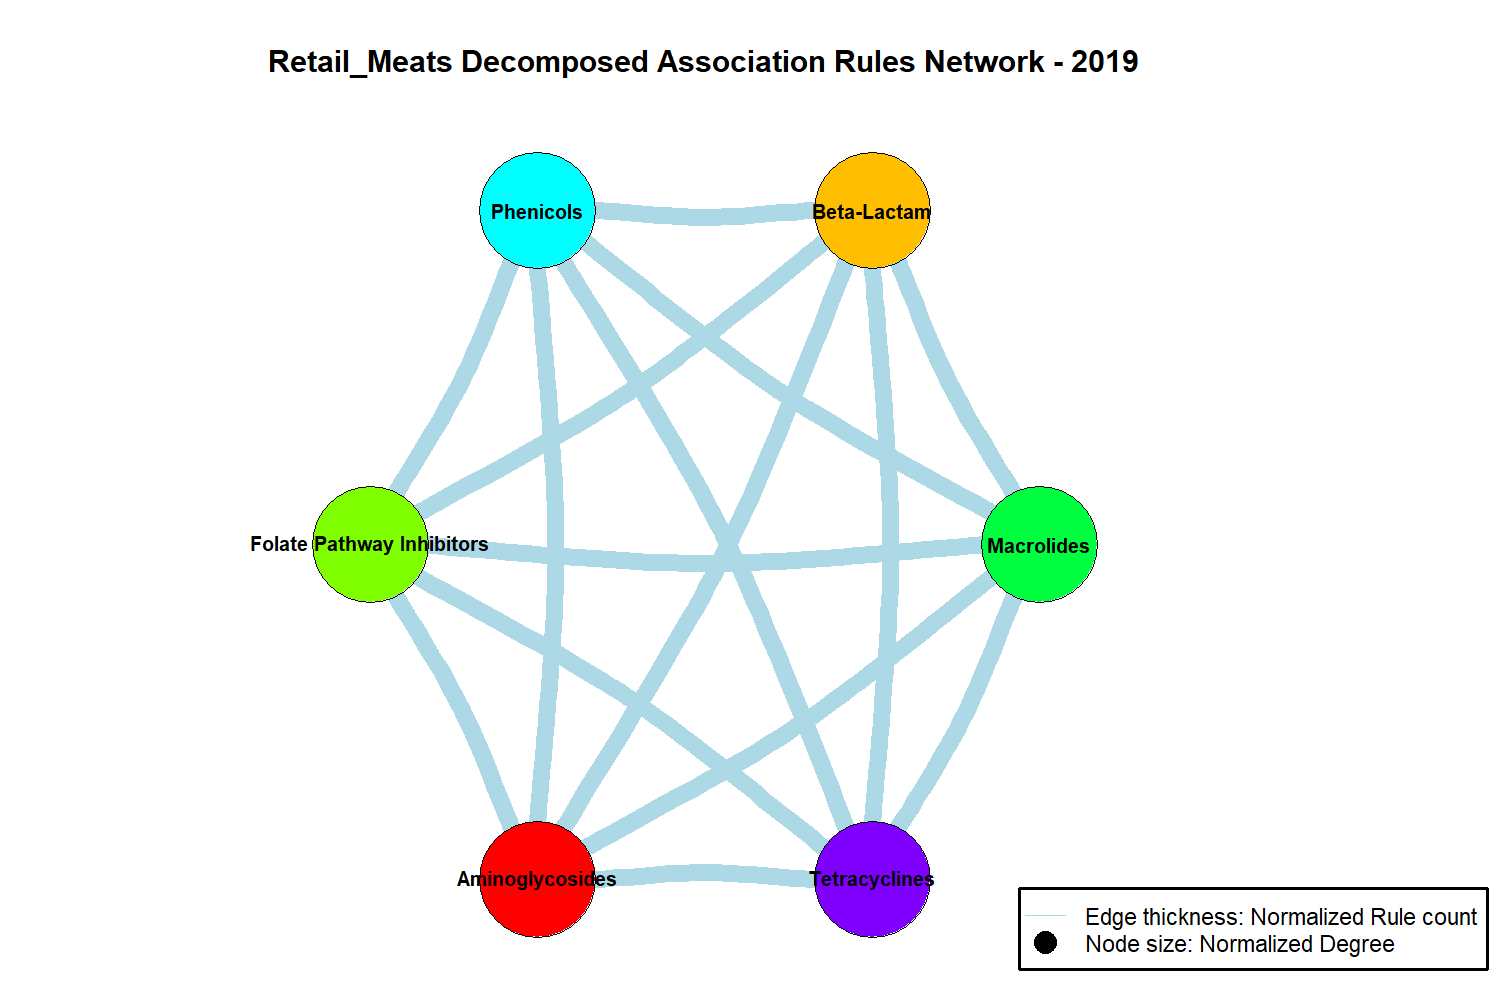 Retail_Meats Decomposed Association Rules Network - 2019
Phenicols
Beta-Lactam
Folate Pathway Inhibitors
Macrolides
Aminoglycosides
Tetracyclines
Edge thickness: Normalized Rule count
Node size: Normalized Degree